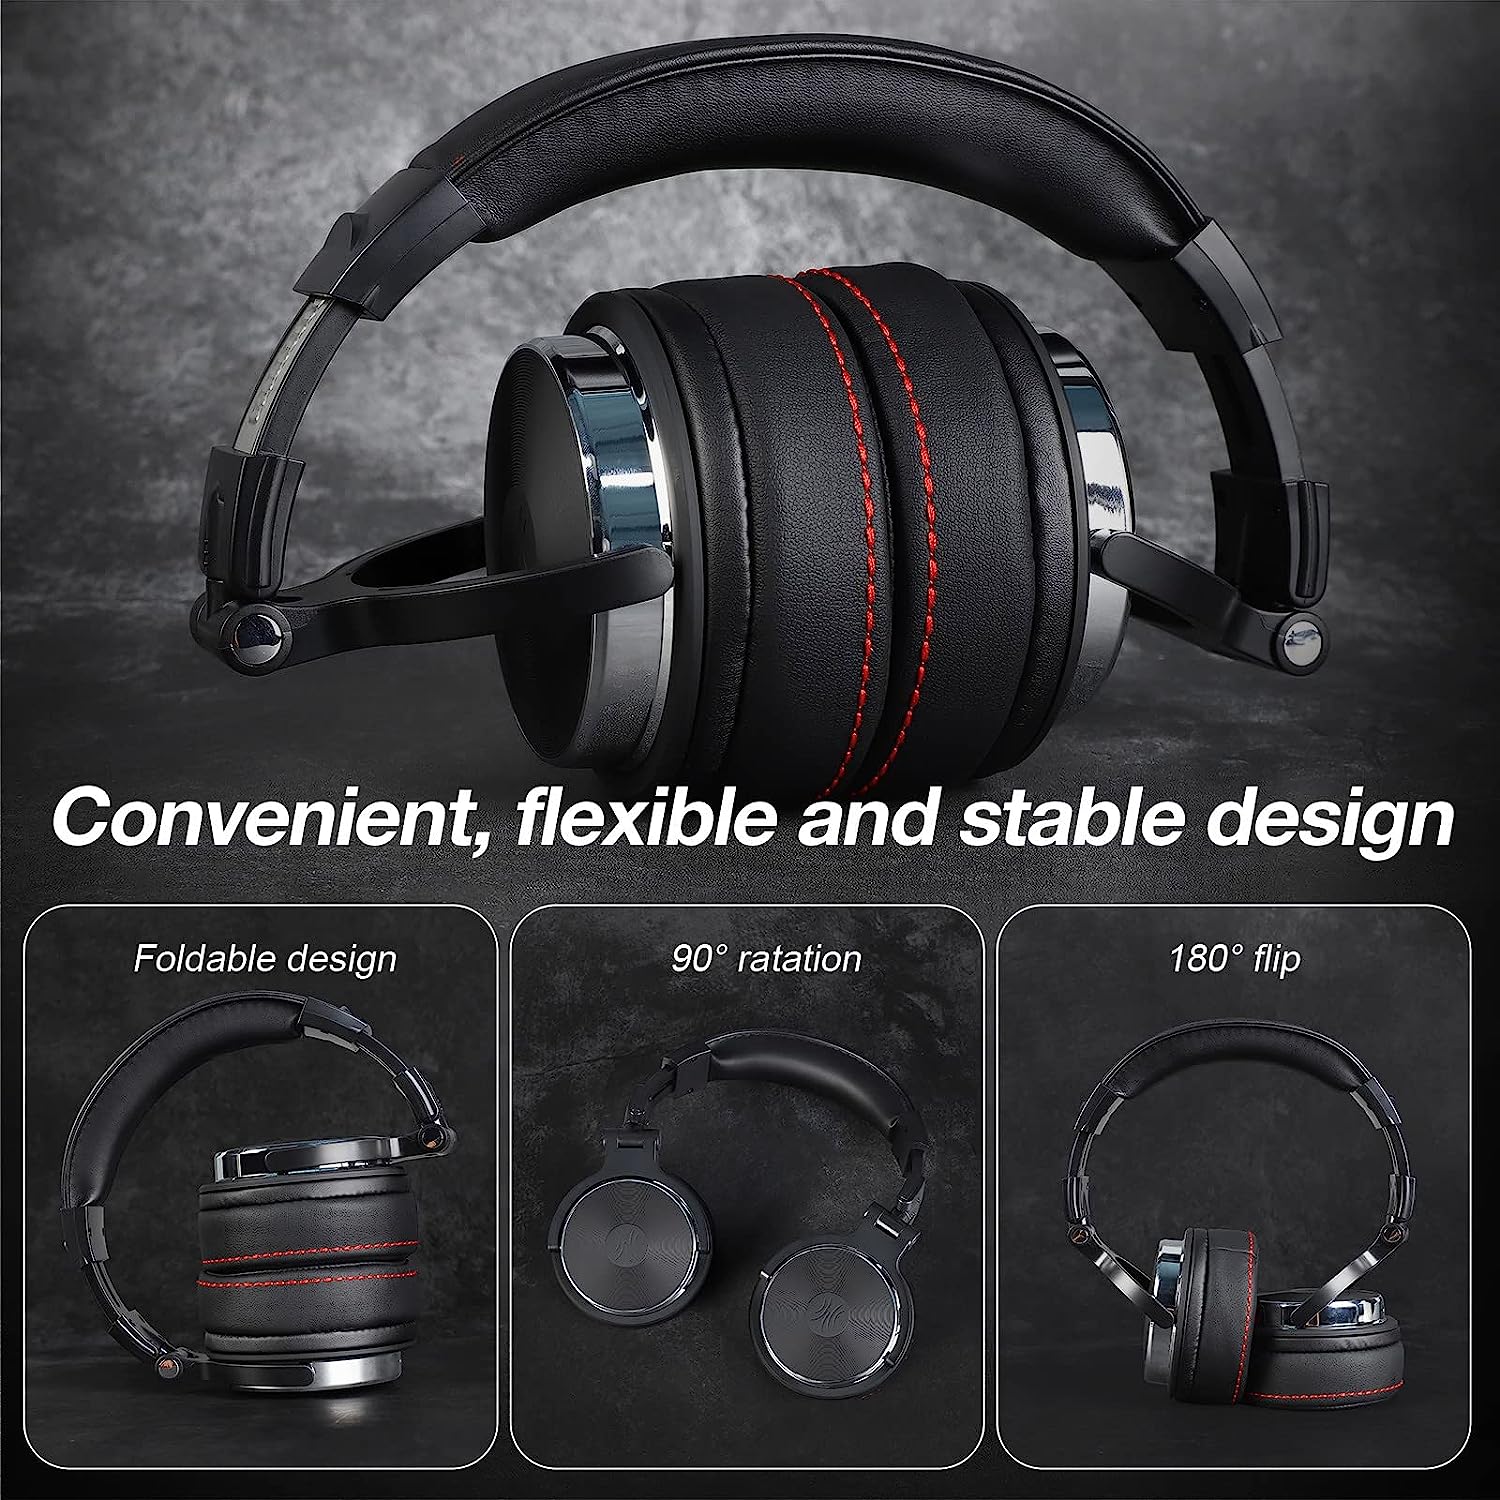 Convenient, flexible and stable design
Foldable design
90° ratation
180° flip